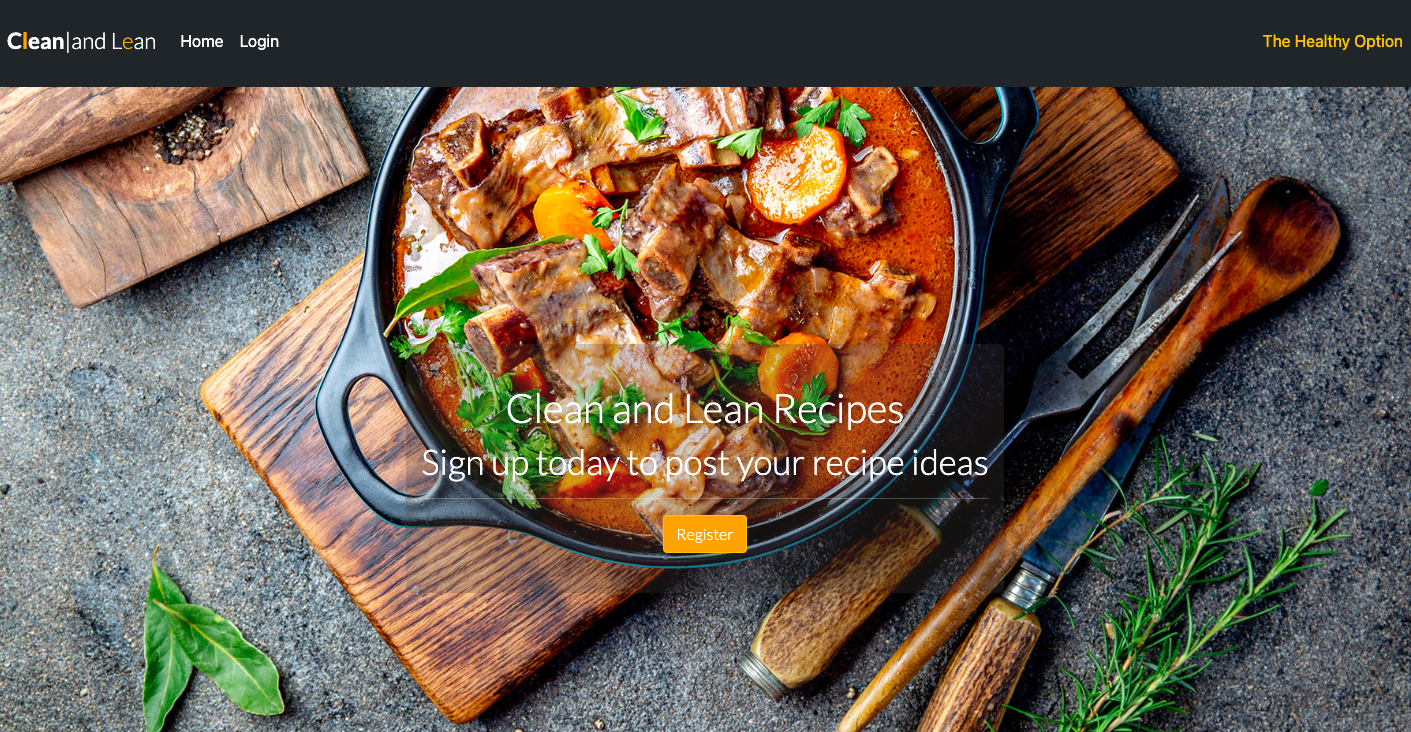 Clean|and Lean Home Login The Healthy Option
Clean and Lean Recipes
Sign up today to post your recipe ideas
Register